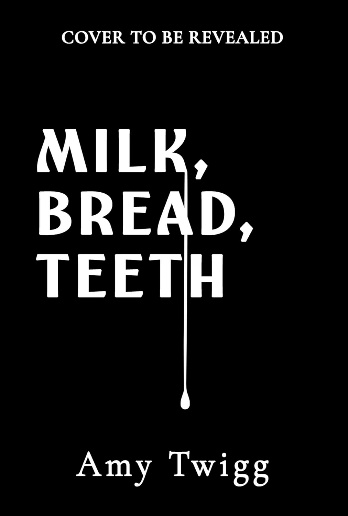 COVER TO BE REVEALED
MILK,
BREAD,
TEETH
Amy Twigg